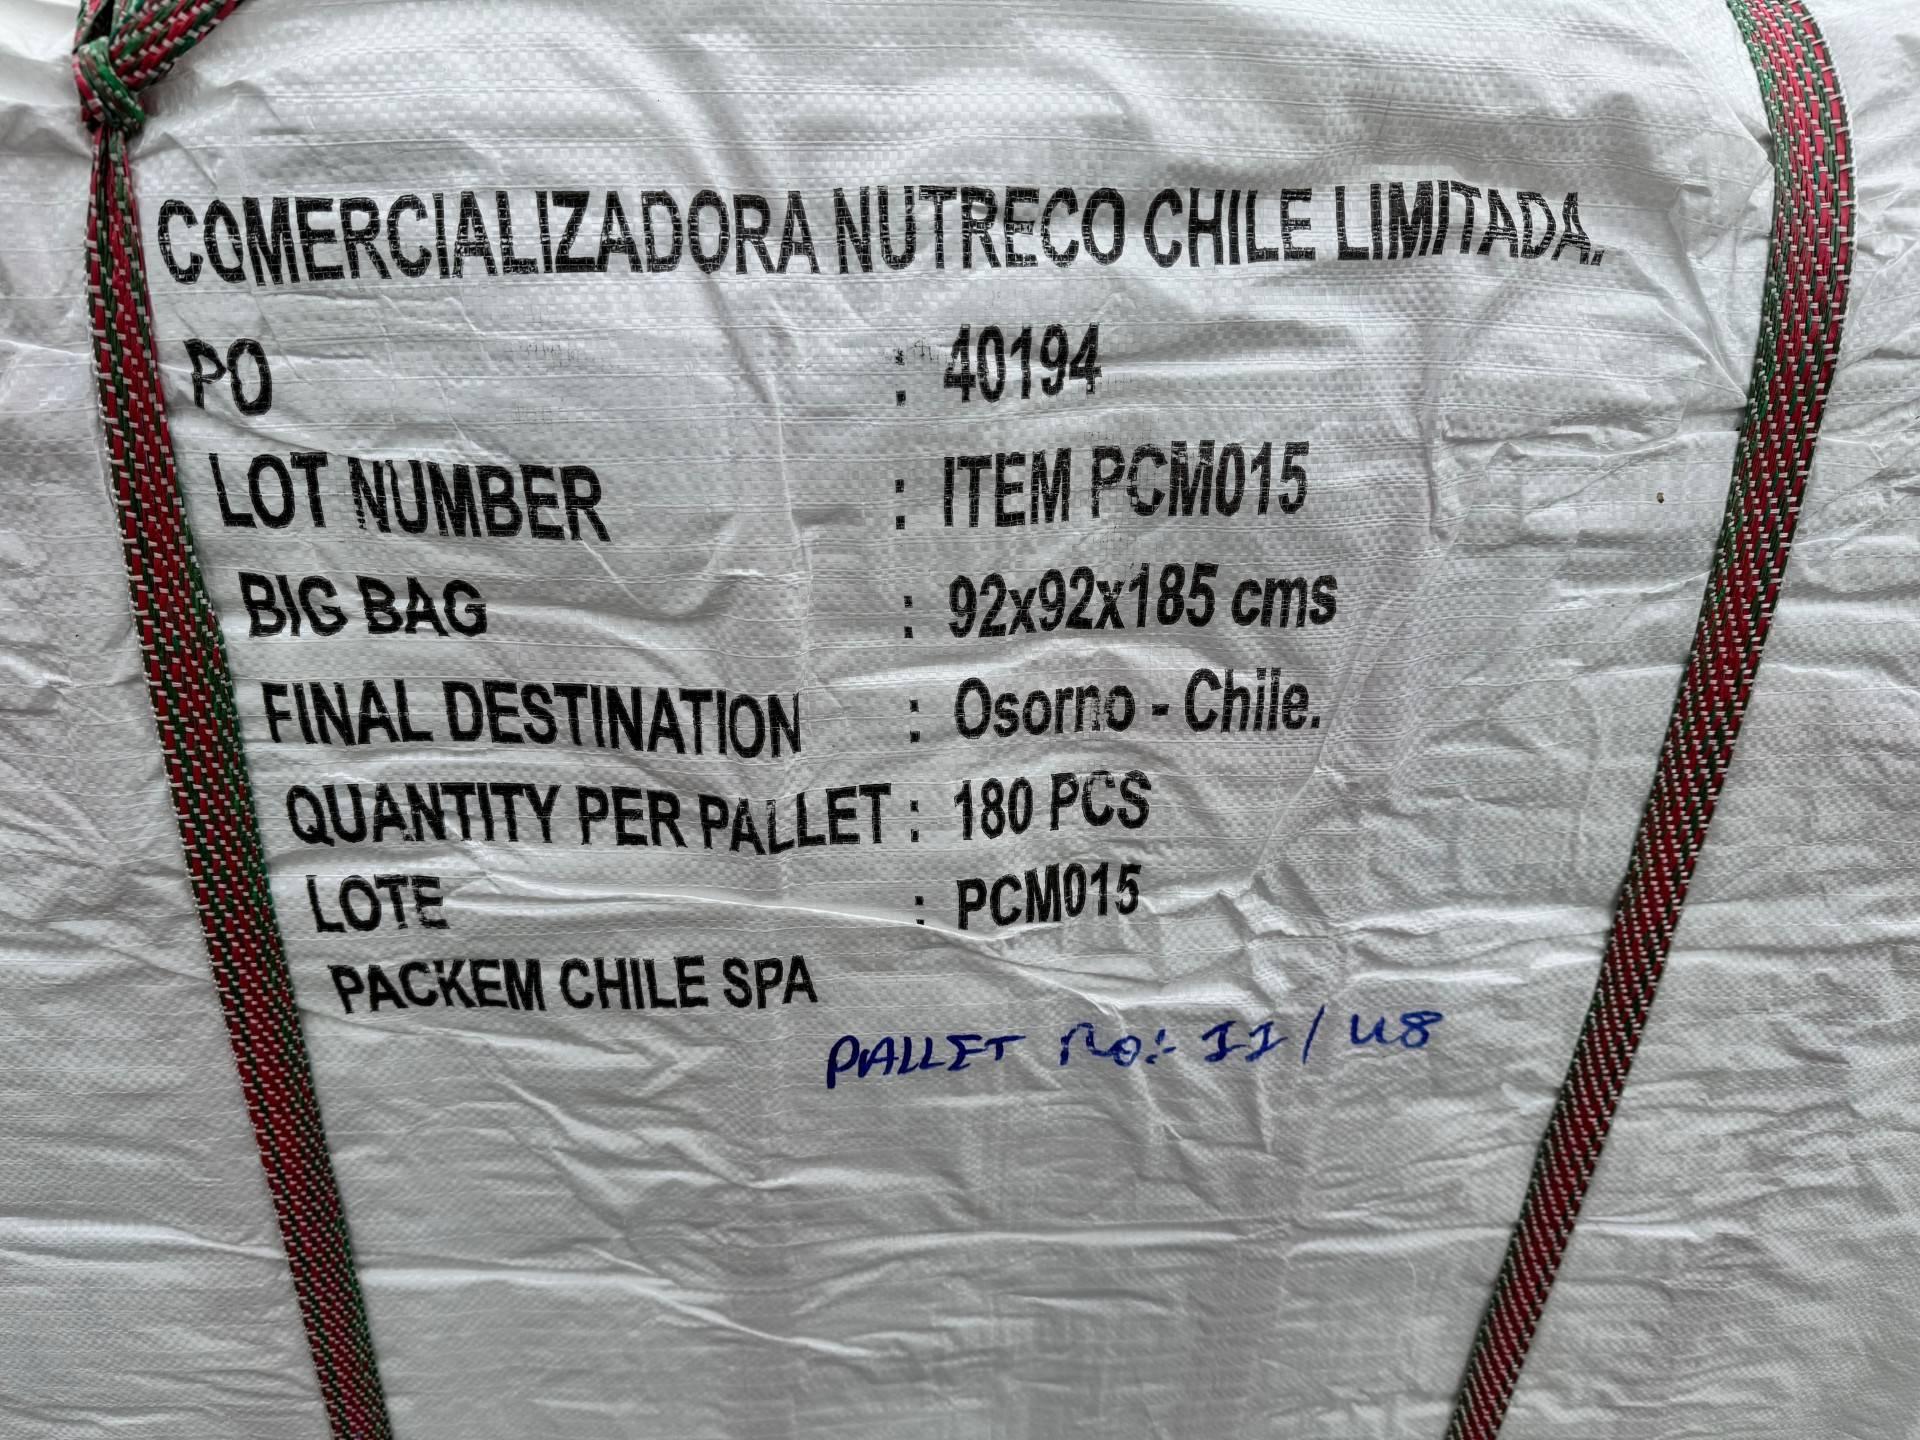 COMERCIALIZADORA NUTRECO CHILE LIMITADA.
PO : 40194
LOT NUMBER : ITEM PCM015
BIG BAG : 92x92x185 cms
FINAL DESTINATION : Osorno - Chile.
QUANTITY PER PALLET : 180 PCS
LOTE : PCM015
PACKEM CHILE SPA
PALLET No:- 11 / 48